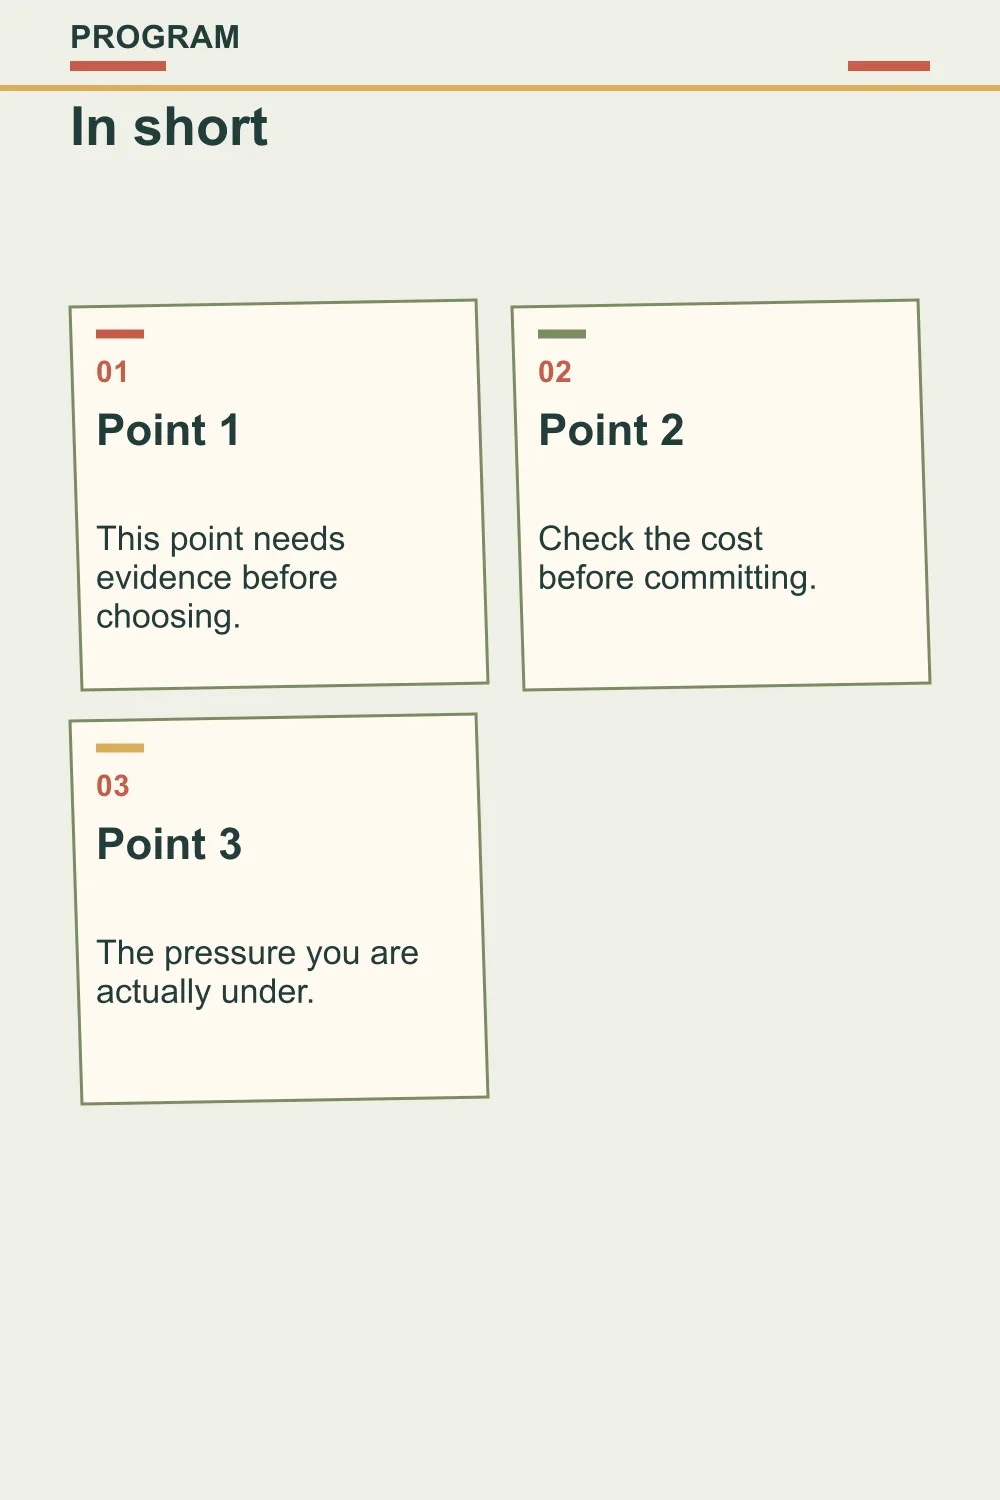 PROGRAM
In short
01
Point 1
This point needs
evidence before
choosing.
02
Point 2
Check the cost
before committing.
03
Point 3
The pressure you are
actually under.